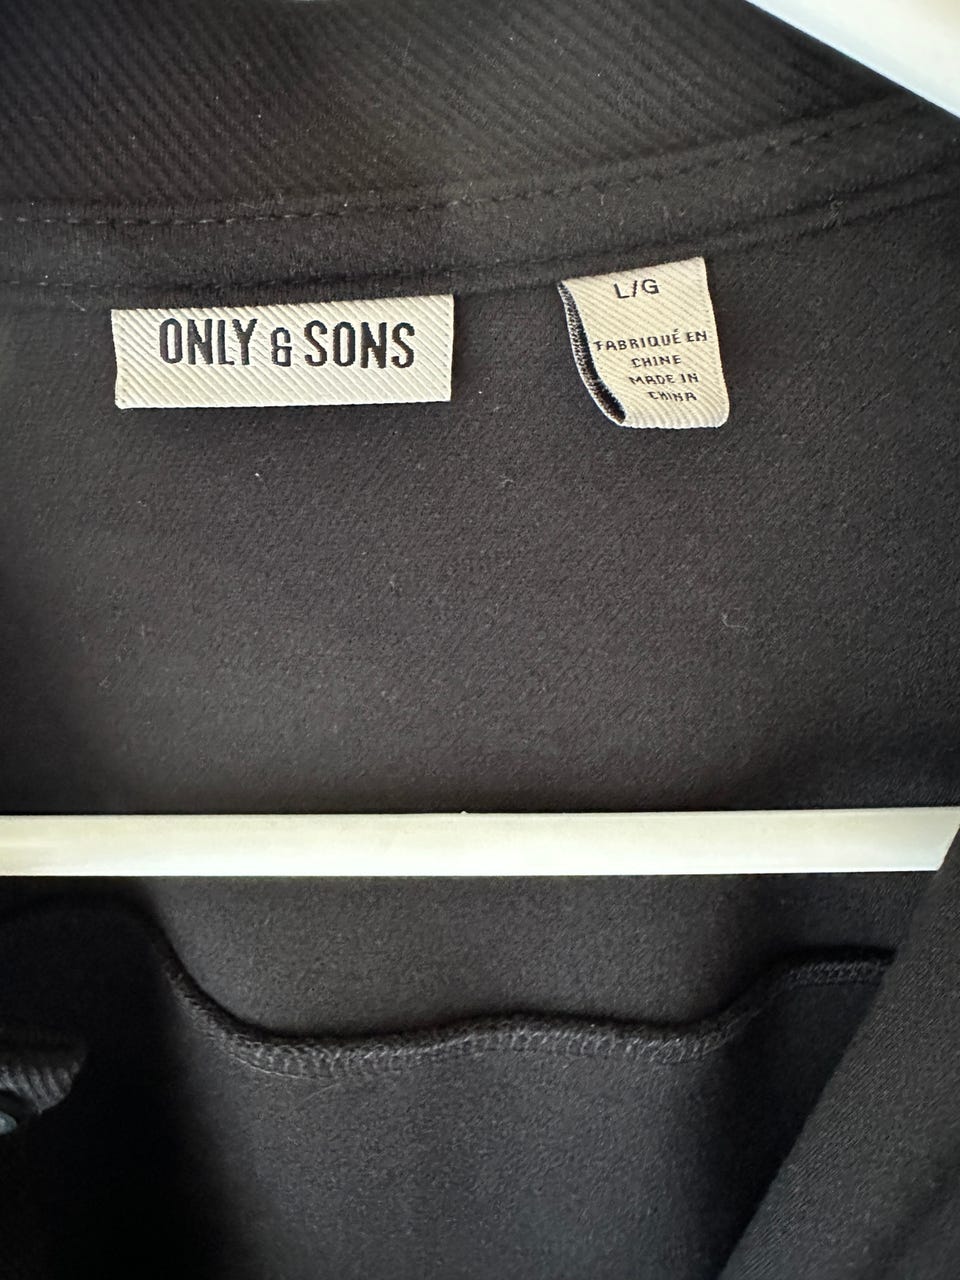 ONLY & SONS
L/G
FABRIQUÉ EN
CHINE
MADE IN
CHINA